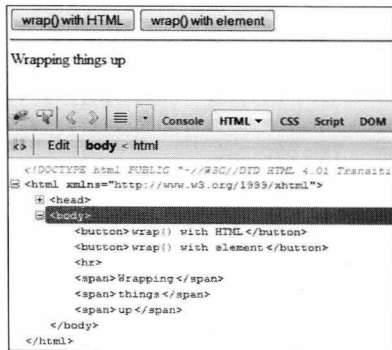 wrap() with HTML wrap() with element
Wrapping things up
Console HTML CSS Script DOM
Edit body < html
<!DOCTYPE html PUBLIC "-//W3C//DTD HTML 4.01 Transiti
<html xmlns="http://www.w3.org/1999/xhtml">
<head>
<body>
<button>wrap() with HTML</button>
<button>wrap() with element</button>
<hr>
<span>Wrapping</span>
<span>things</span>
<span>up</span>
</body>
</html>